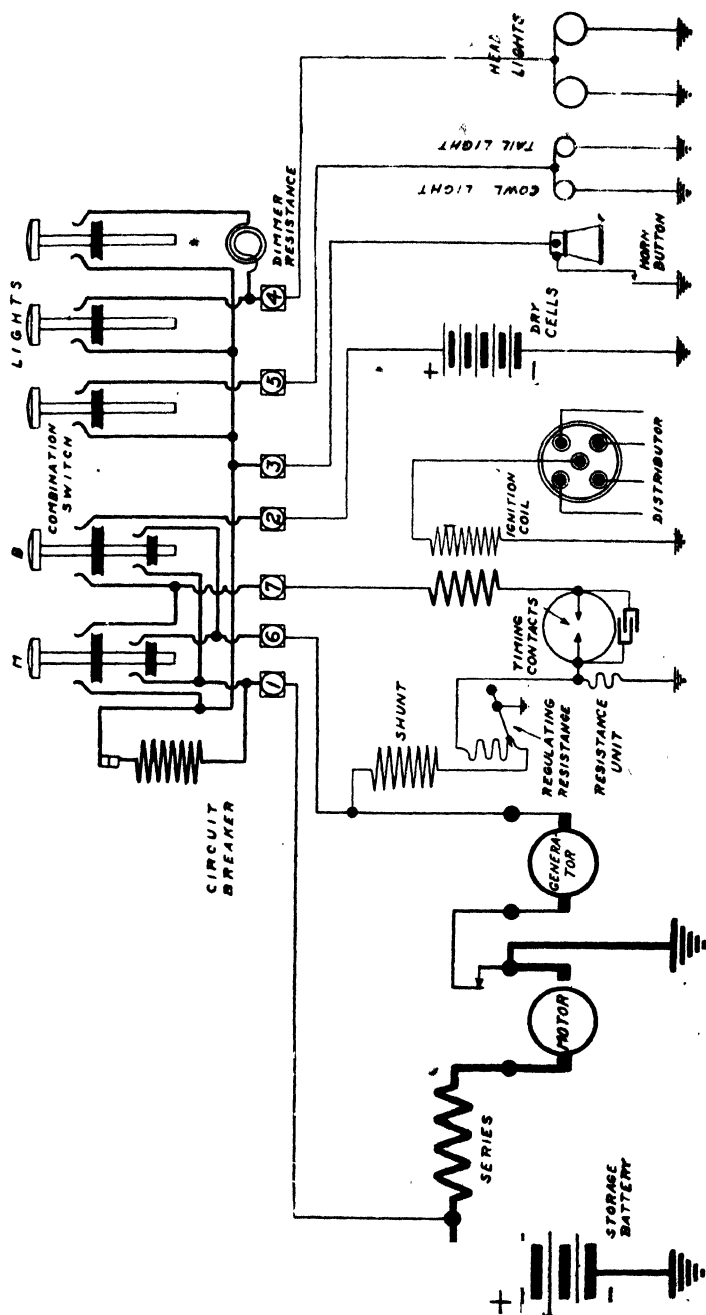 HEAD
LIGHTS
TAIL LIGHT
COWL LIGHT
HORN
BUTTON
DRY
CELLS
+
-
DISTRIBUTOR
IGNITION
COIL
TIMING
CONTACTS
RESISTANCE
UNIT
REGULATING
RESISTANCE
SHUNT
GENERA-
TOR
MOTOR
SERIES
STORAGE
BATTERY
+
-
-
LIGHTS
*
DIMMER
RESISTANCE
COMBINATION
SWITCH
B
M
CIRCUIT
BREAKER
4
5
3
2
7
6
1